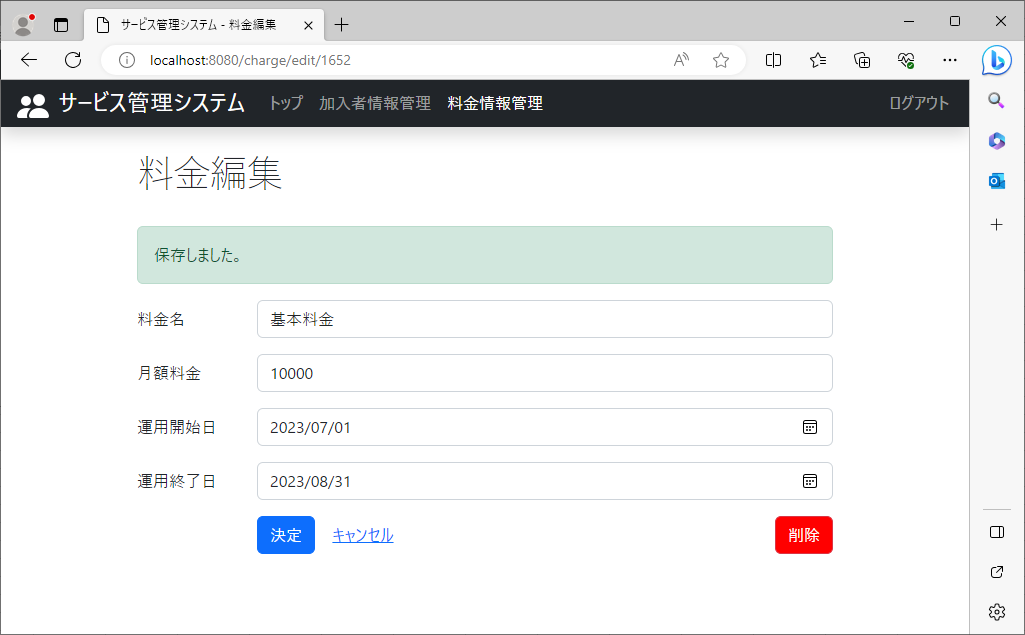 サービス管理システム - 料金編集
localhost:8080/charge/edit/1652
サービス管理システム トップ 加入者情報管理 料金情報管理 ログアウト
料金編集
保存しました。
料金名 基本料金
月額料金 10000
運用開始日 2023/07/01
運用終了日 2023/08/31
決定 キャンセル 削除